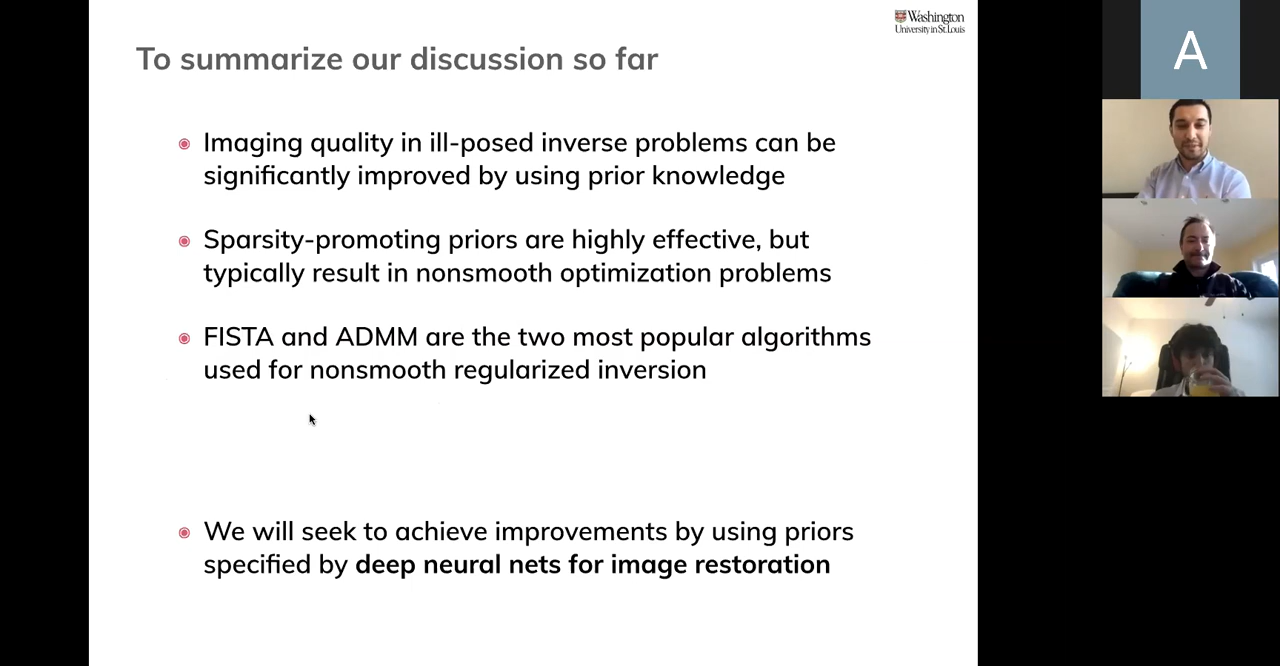 Washington
University in St. Louis
To summarize our discussion so far
Imaging quality in ill-posed inverse problems can be
significantly improved by using prior knowledge
Sparsity-promoting priors are highly effective, but
typically result in nonsmooth optimization problems
FISTA and ADMM are the two most popular algorithms
used for nonsmooth regularized inversion
We will seek to achieve improvements by using priors
specified by deep neural nets for image restoration
A